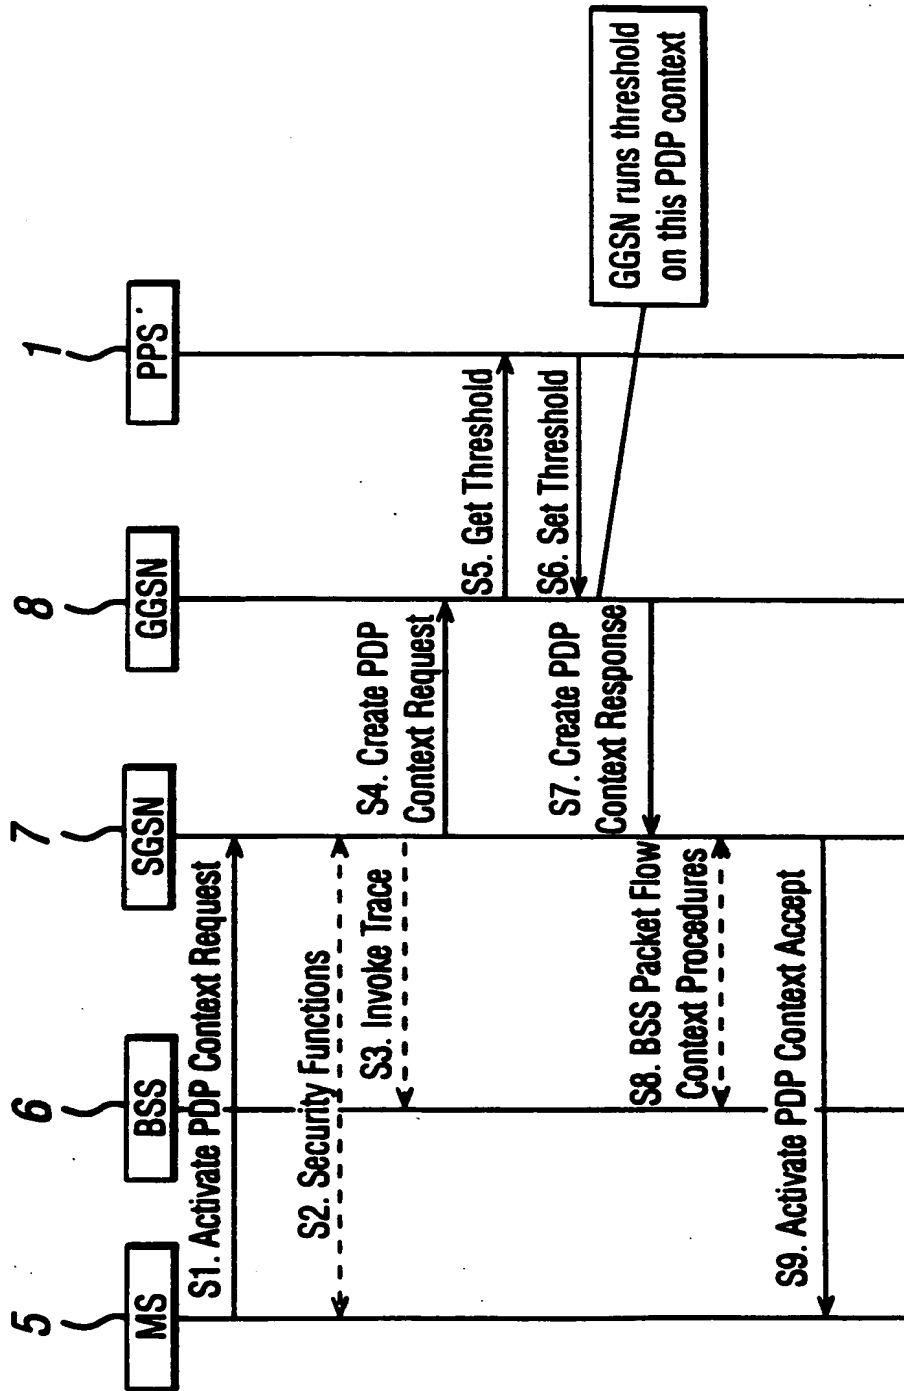 5
6
7
8
1
MS
BSS
SGSN
GGSN
PPS
S1. Activate PDP Context Request
S2. Security Functions
S3. Invoke Trace
S4. Create PDP
Context Request
S5. Get Threshold
S6. Set Threshold
GGSN runs threshold
on this PDP context
S7. Create PDP
Context Response
S8. BSS Packet Flow
Context Procedures
S9. Activate PDP Context Accept